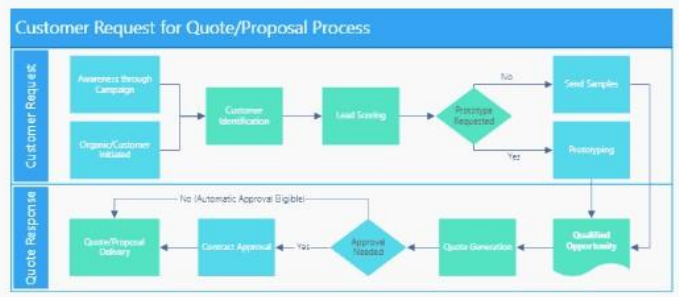 Customer Request for Quote/Proposal Process
Customer Request
Awareness through
Campaign
Organic/Customer
Initiated
Customer
Identification
Lead Scoring
Prototype
Requested
No
Yes
Send Samples
Prototyping
Quote Response
No (Automatic Approval Eligible)
Quote/Proposal
Delivery
Contract Approval
Yes
Approval
Needed
Quote Generation
Qualified
Opportunity